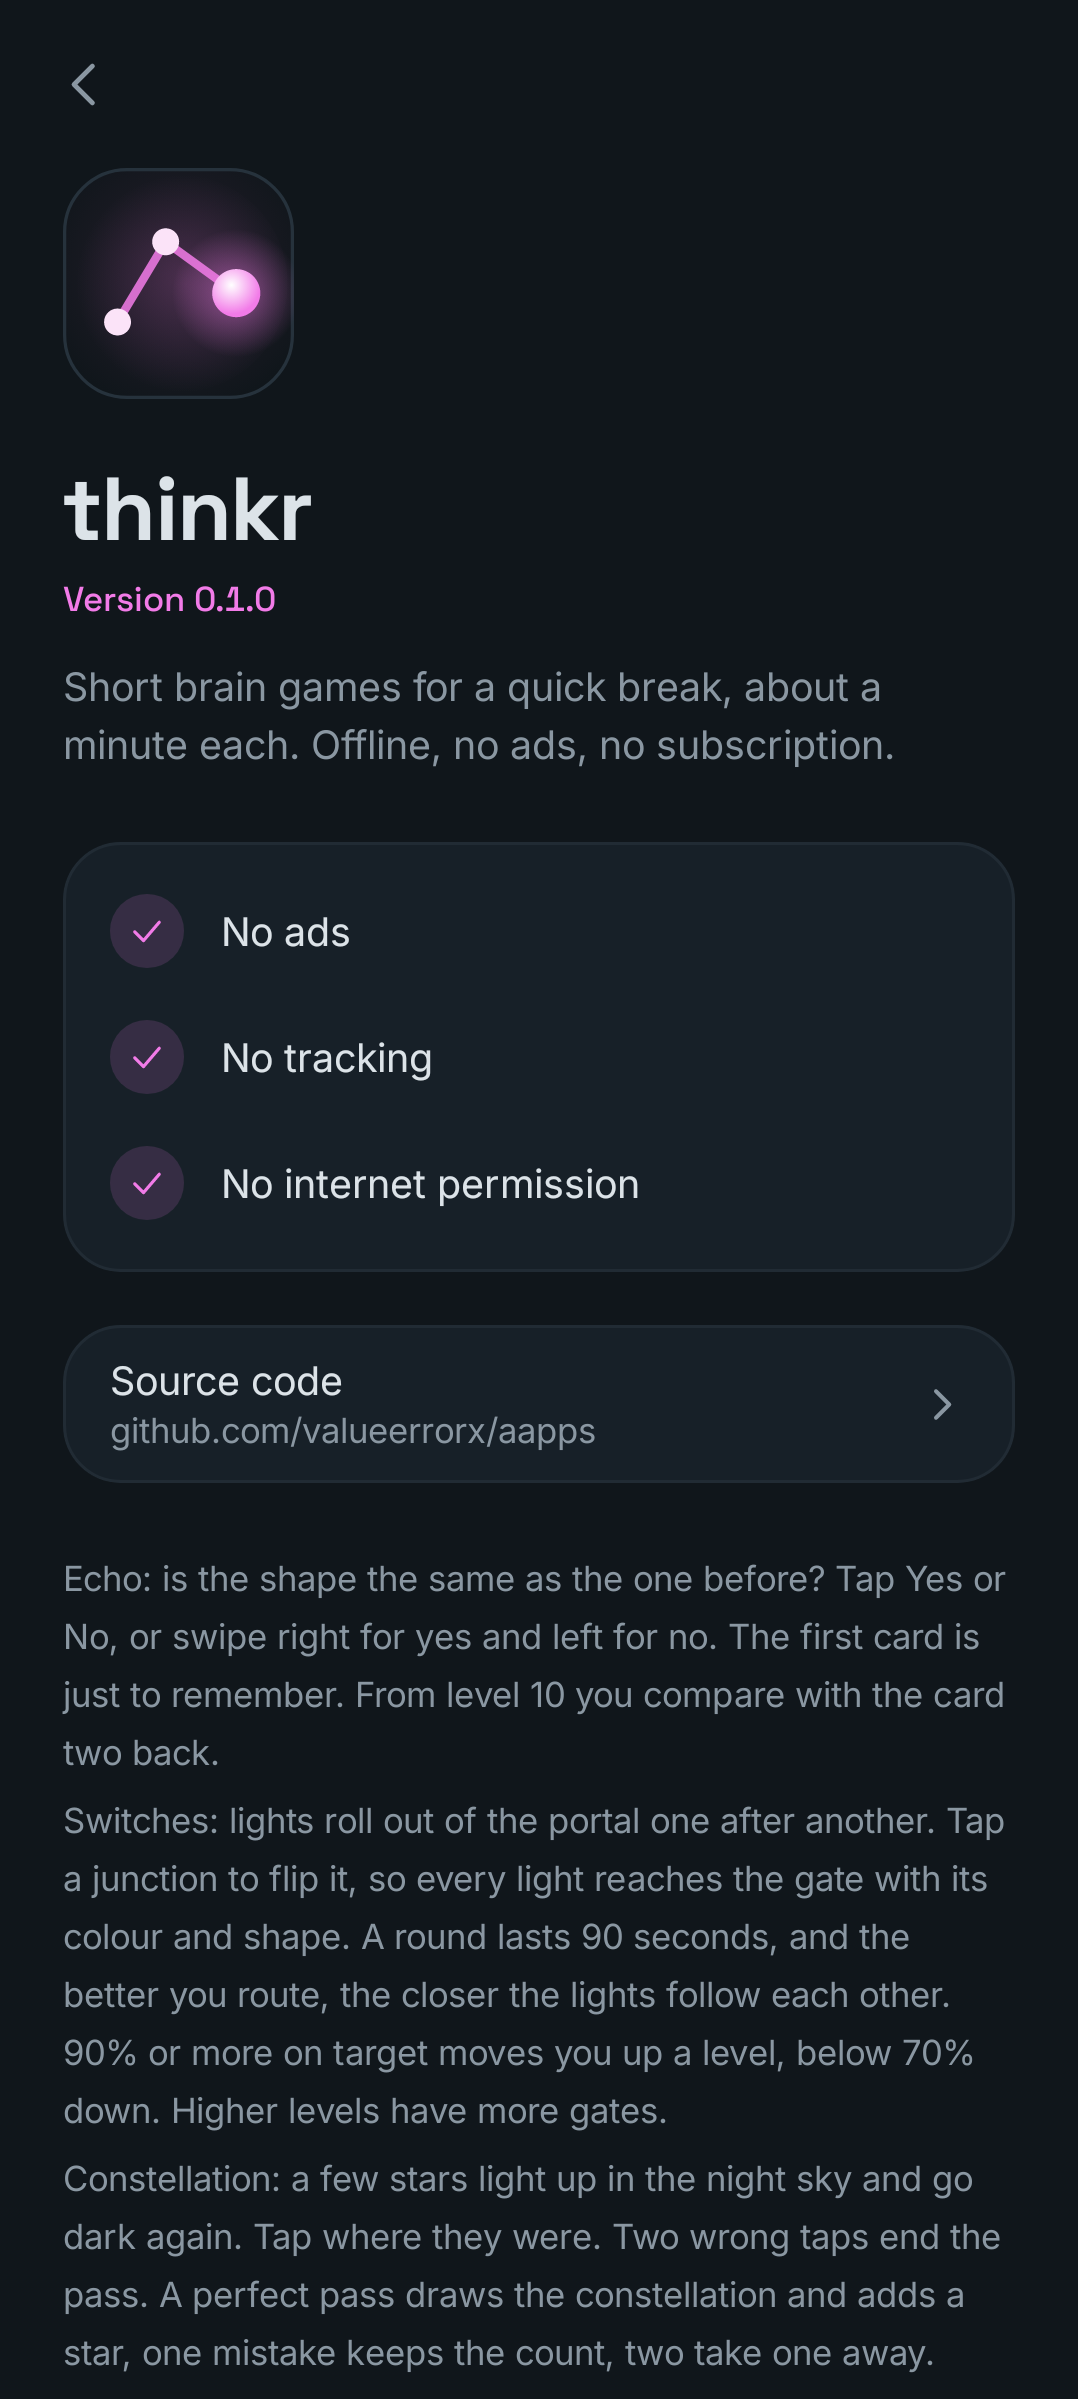 thinkr
Version 0.1.0
Short brain games for a quick break, about a
minute each. Offline, no ads, no subscription.
No ads
No tracking
No internet permission
Source code
github.com/valueerrorx/aapps
Echo: is the shape the same as the one before? Tap Yes or
No, or swipe right for yes and left for no. The first card is
just to remember. From level 10 you compare with the card
two back.
Switches: lights roll out of the portal one after another. Tap
a junction to flip it, so every light reaches the gate with its
colour and shape. A round lasts 90 seconds, and the
better you route, the closer the lights follow each other.
90% or more on target moves you up a level, below 70%
down. Higher levels have more gates.
Constellation: a few stars light up in the night sky and go
dark again. Tap where they were. Two wrong taps end the
pass. A perfect pass draws the constellation and adds a
star, one mistake keeps the count, two take one away.